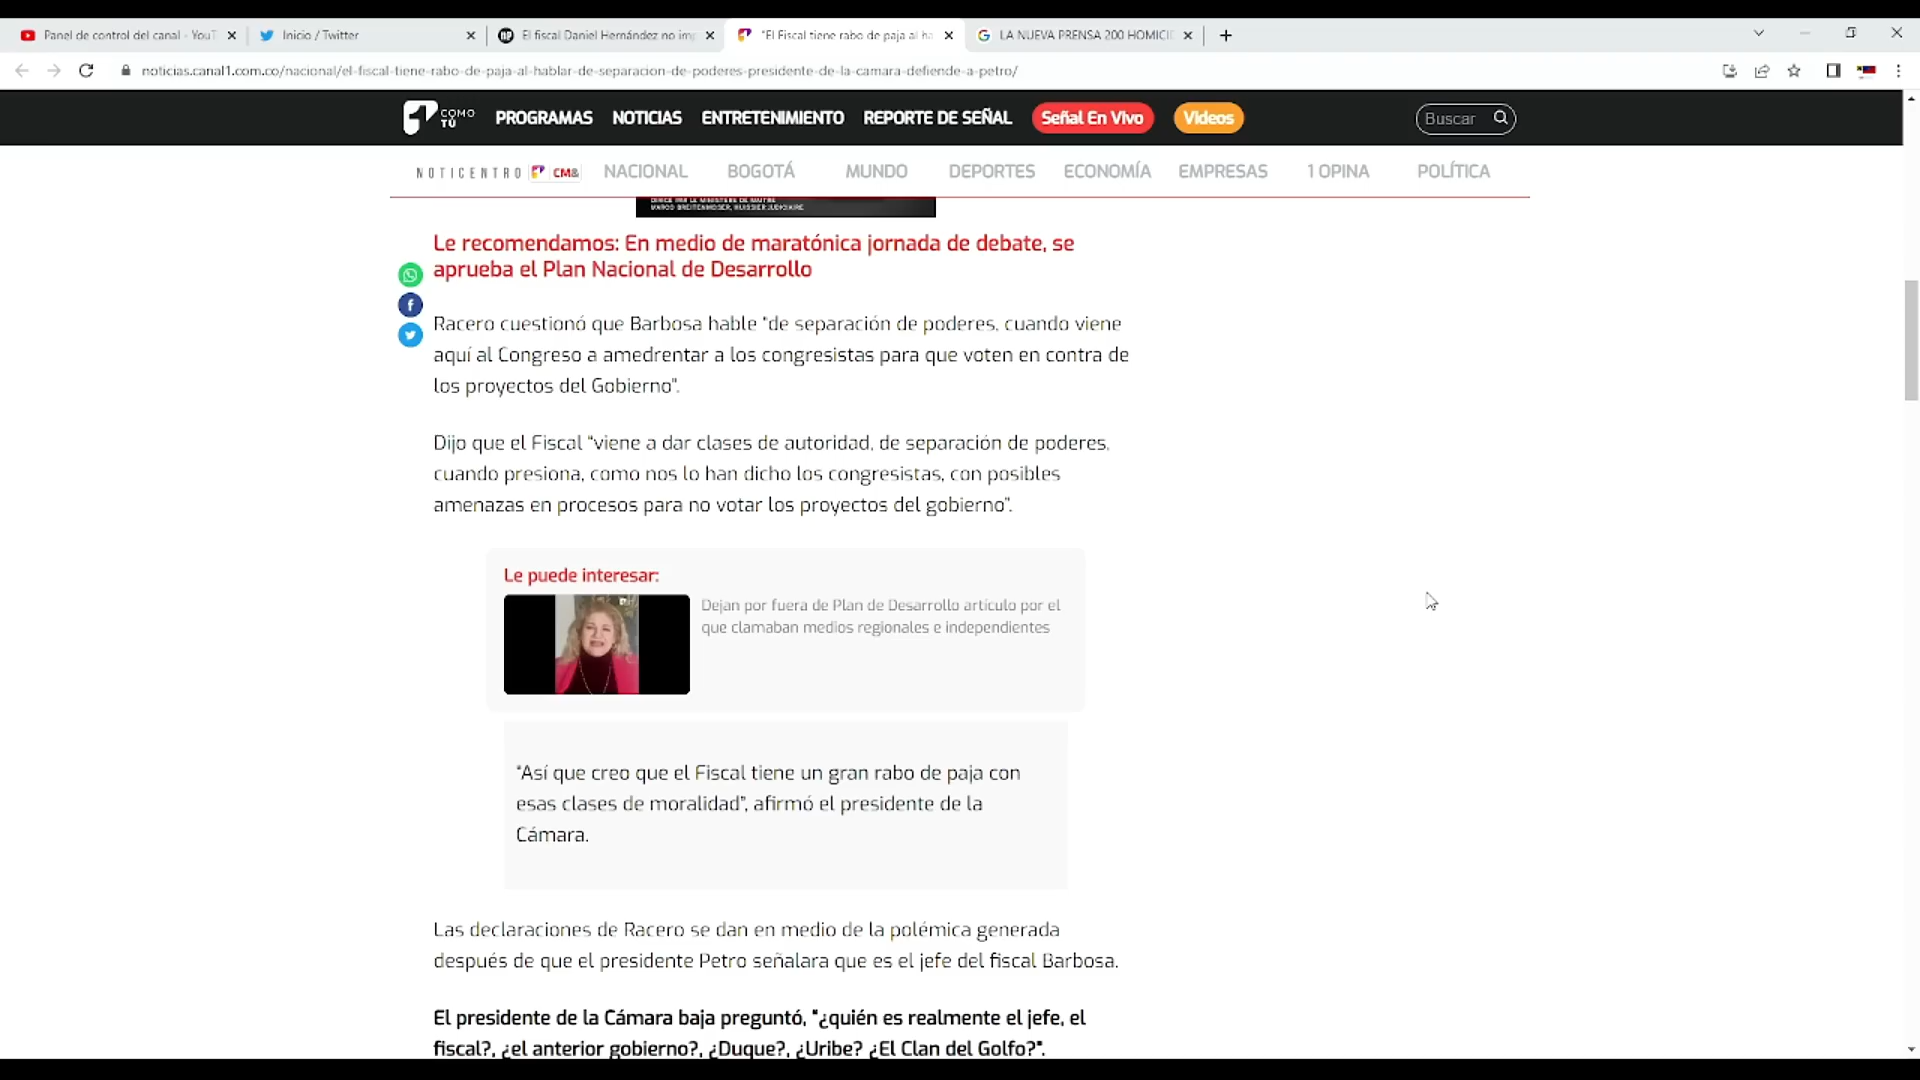 Panel de control del canal - YouT
Inicio / Twitter
El fiscal Daniel Hernández no im
"El Fiscal tiene rabo de paja al ha
LA NUEVA PRENSA 200 HOMICI
noticias.canal1.com.co/nacional/el-fiscal-tiene-rabo-de-paja-al-hablar-de-separacion-de-poderes-presidente-de-la-camara-defiende-a-petro/
COMO
TÚ
PROGRAMAS NOTICIAS ENTRETENIMIENTO REPORTE DE SEÑAL Señal En Vivo Videos Buscar
NOTICENTRO CM& NACIONAL BOGOTÁ MUNDO DEPORTES ECONOMÍA EMPRESAS 1 OPINA POLÍTICA
MARCO BREITENMOSER, HUISSIER JUDICIAIRE
Le recomendamos: En medio de maratónica jornada de debate, se
aprueba el Plan Nacional de Desarrollo
Racero cuestionó que Barbosa hable "de separación de poderes, cuando viene
aquí al Congreso a amedrentar a los congresistas para que voten en contra de
los proyectos del Gobierno".
Dijo que el Fiscal "viene a dar clases de autoridad, de separación de poderes,
cuando presiona, como nos lo han dicho los congresistas, con posibles
amenazas en procesos para no votar los proyectos del gobierno".
Le puede interesar:
Dejan por fuera de Plan de Desarrollo artículo por el
que clamaban medios regionales e independientes
"Así que creo que el Fiscal tiene un gran rabo de paja con
esas clases de moralidad", afirmó el presidente de la
Cámara.
Las declaraciones de Racero se dan en medio de la polémica generada
después de que el presidente Petro señalara que es el jefe del fiscal Barbosa.
El presidente de la Cámara baja preguntó, "¿quién es realmente el jefe, el
fiscal?, ¿el anterior gobierno?, ¿Duque?, ¿Uribe? ¿El Clan del Golfo?".